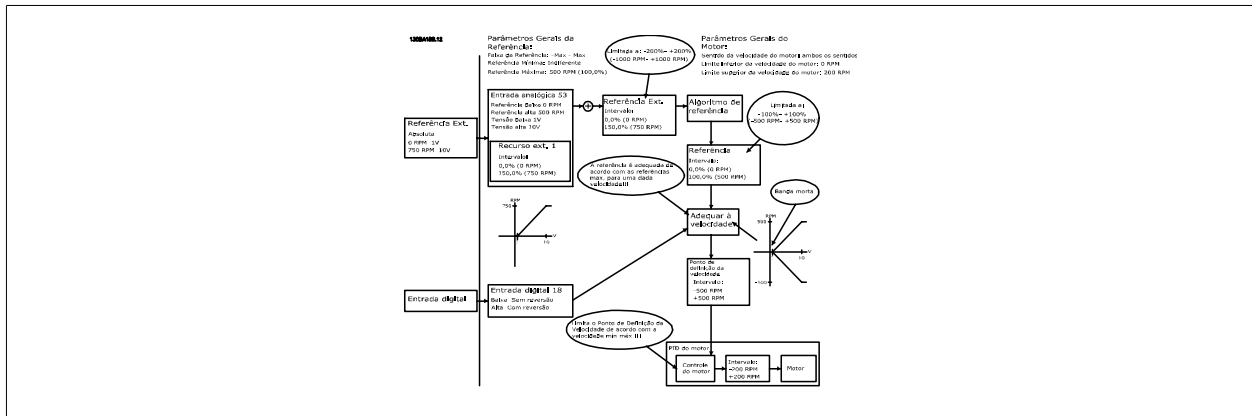 130BA188.12
Parâmetros Gerais da
Referência:
Faixa da Referência: -Max - Max
Referência Mínima: Indiferente
Referência Máxima: 500 RPM (100,0%)
Limitada a: -200%- +200%
(-1000 RPM- +1000 RPM)
Parâmetros Gerais do
Motor:
Sentido da velocidade do motor: ambos os sentidos
Limite Inferior da velocidade do motor: 0 RPM
Limite superior da velocidade do motor: 200 RPM
Referência Ext.
Absoluta
0 RPM 1V
750 RPM 10V
Entrada analógica 53
Referência Baixa 0 RPM
Referência alta 500 RPM
Tensão Baixa 1V
Tensão alta 10V
Recurso ext. 1
Intervalo:
0,0% (0 RPM)
150,0% (750 RPM)
Referência Ext.
Intervalo:
0,0% (0 RPM)
150,0% (750 RPM)
Algoritmo de
referência
Limitada a:
-100%- +100%
-500 RPM- +500 RPM)
Referência
Intervalo:
0,0% (0 RPM)
100,0% (500 RPM)
A referência é adequada de
acordo com as referências
máx. para uma dada
velocidade!!!
Banda morta
RPM
750
V
10
Adequar à
velocidade
RPM
500
V
10
-500
Ponto de
definição da
velocidade
Intervalo:
-500 RPM
+500 RPM
Entrada digital
Entrada digital 18
Baixa Sem reversão
Alta Com reversão
Limita o Ponto de Definição da
Velocidade de acordo com a
velocidade min máx !!!
PTD do motor
Controle
do motor
Intervalo:
-200 RPM
+200 RPM
Motor